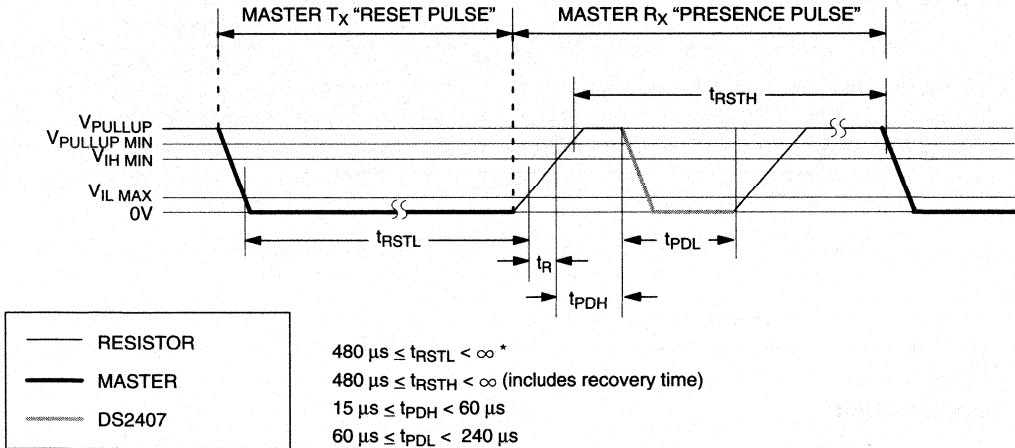 MASTER TX “RESET PULSE” MASTER RX “PRESENCE PULSE”
tRSTH
VPULLUP
VPULLUP MIN
VIH MIN
VIL MAX
0V
tRSTL
tPDL
tR
tPDH
RESISTOR
MASTER
DS2407
480 μs ≤ tRSTL < ∞ *
480 μs ≤ tRSTH < ∞ (includes recovery time)
15 μs ≤ tPDH < 60 μs
60 μs ≤ tPDL < 240 μs